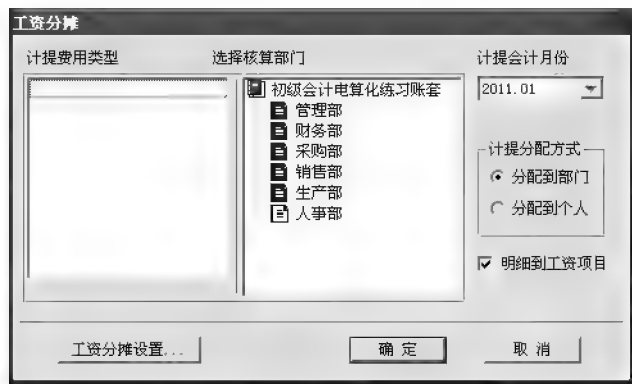 工资分摊
计提费用类型 选择核算部门 计提会计月份
初级会计电算化练习账套
管理部
财务部
采购部
销售部
生产部
人事部
2011.01
计提分配方式
分配到部门
分配到个人
明细到工资项目
工资分摊设置... 确定 取消